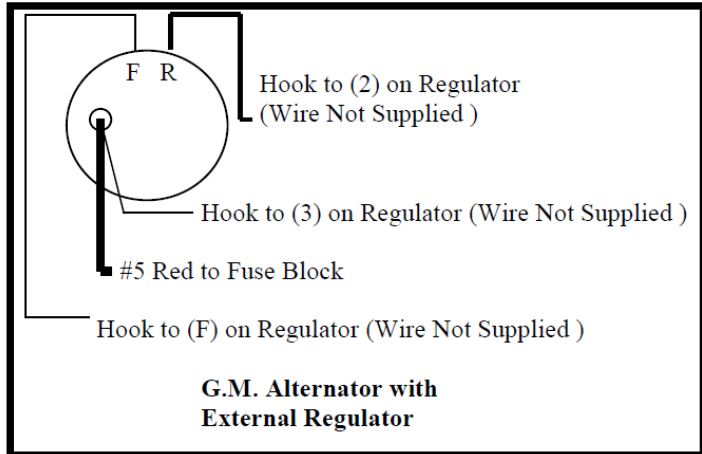 F R
Hook to (2) on Regulator
(Wire Not Supplied )
Hook to (3) on Regulator (Wire Not Supplied )
#5 Red to Fuse Block
Hook to (F) on Regulator (Wire Not Supplied )
G.M. Alternator with
External Regulator